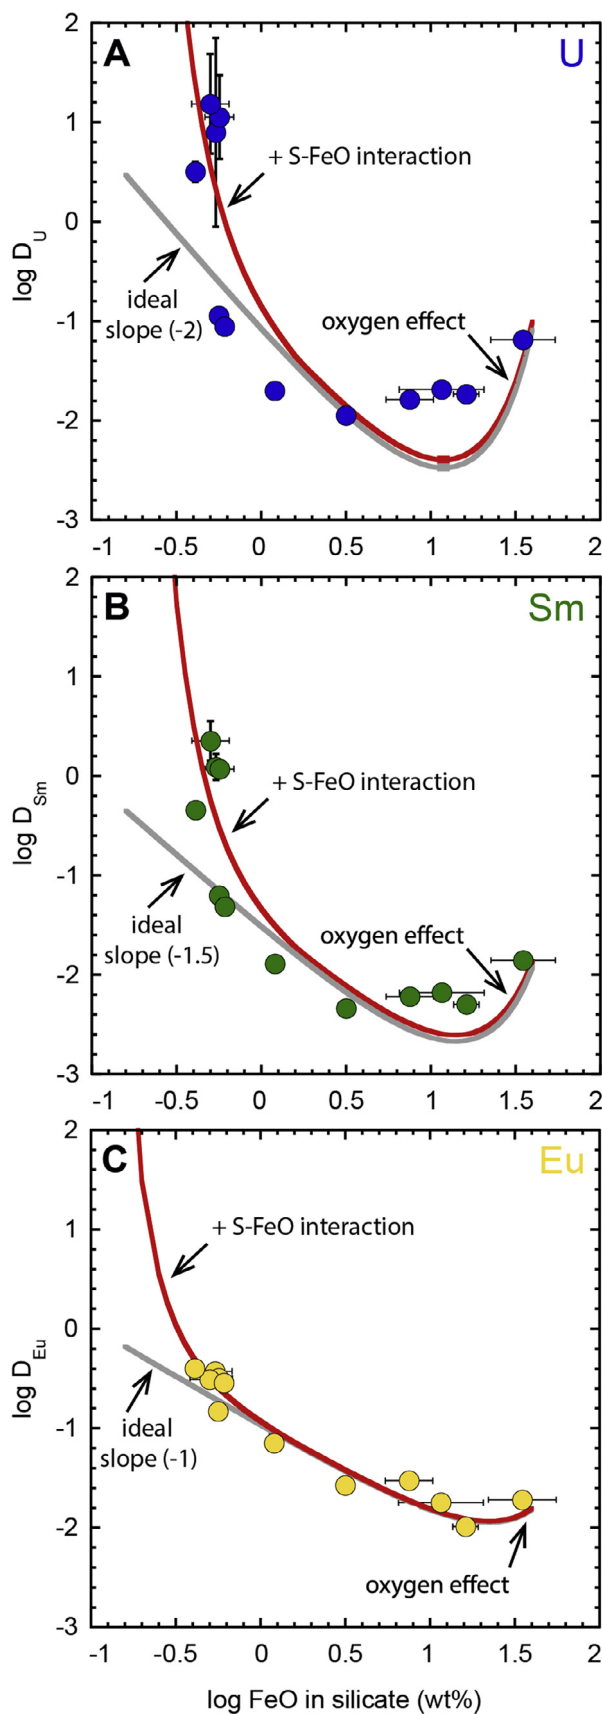 2
A
U
1
+ S-FeO interaction
0
log D_U
ideal
slope (-2)
oxygen effect
-1
-2
-3
-1 -0.5 0 0.5 1 1.5 2
2
B
Sm
1
0
+ S-FeO interaction
log D_Sm
-1
ideal
slope (-1.5)
oxygen effect
-2
-3
-1 -0.5 0 0.5 1 1.5 2
2
C
Eu
1
+ S-FeO interaction
0
log D_Eu
ideal
slope (-1)
-1
-2
oxygen effect
-3
-1 -0.5 0 0.5 1 1.5 2
log FeO in silicate (wt%)